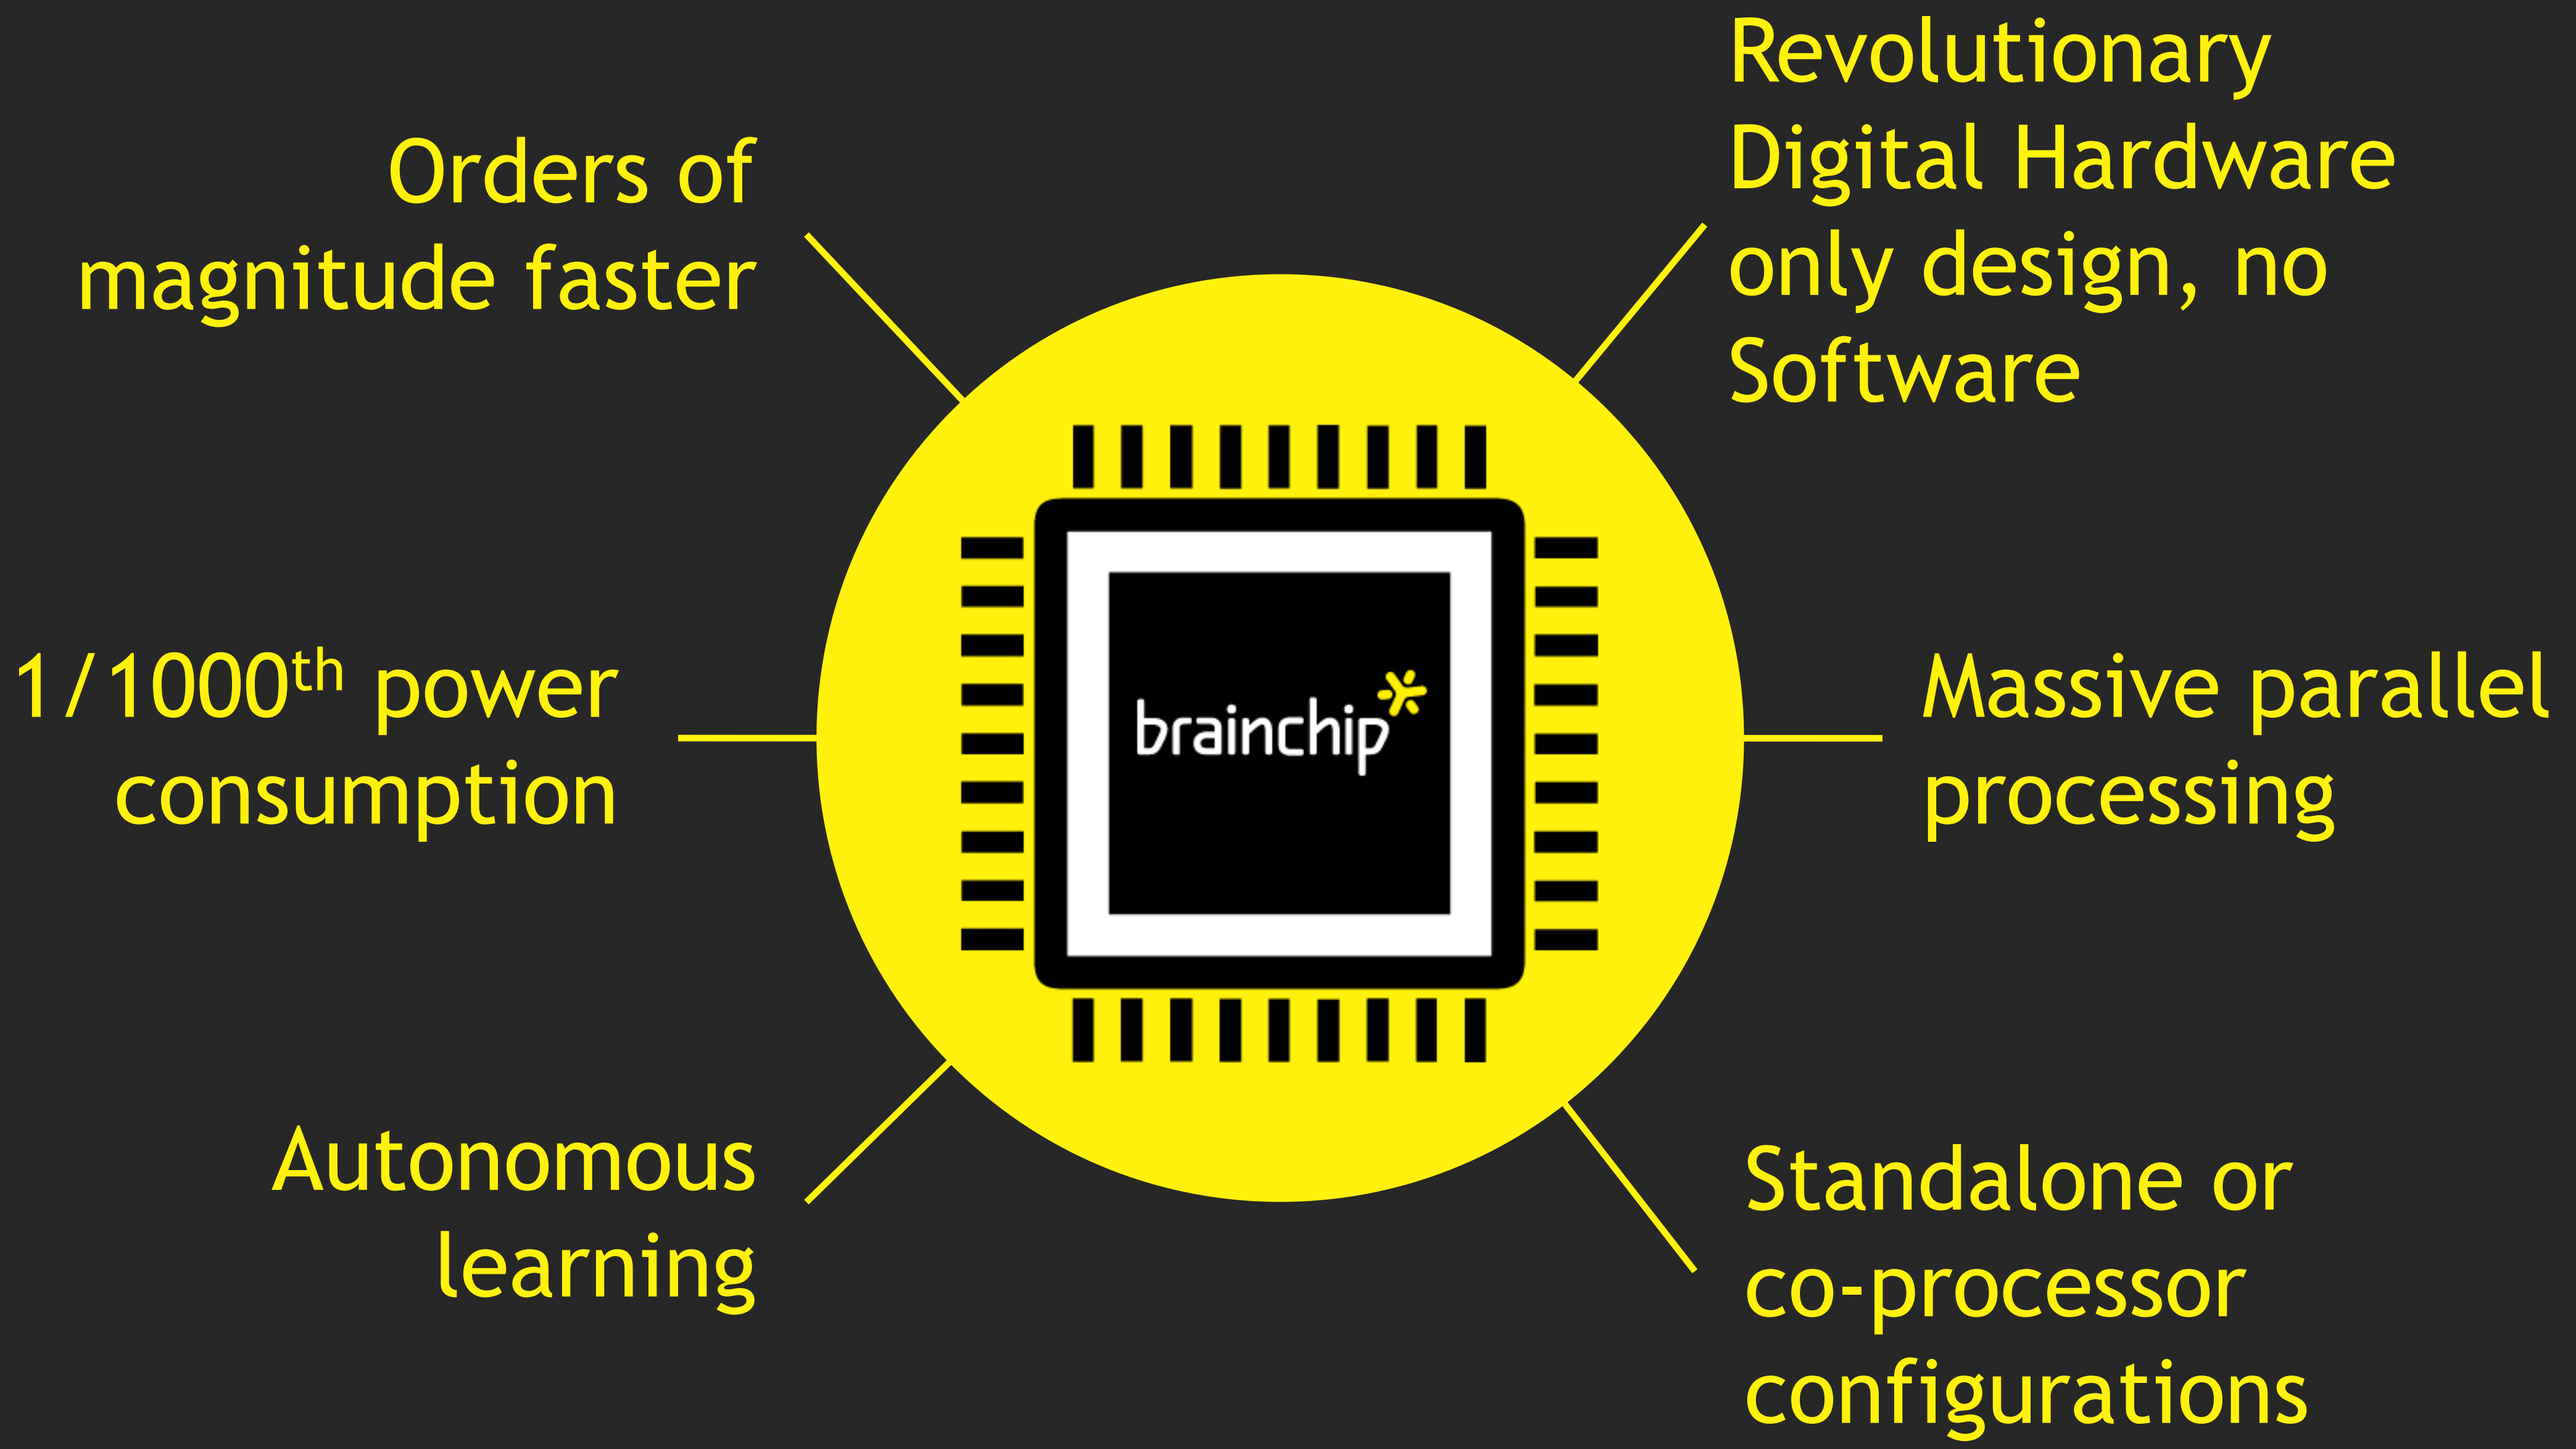 Orders of
magnitude faster
1/1000th power
consumption
Autonomous
learning
brainchip
Revolutionary
Digital Hardware
only design, no
Software
Massive parallel
processing
Standalone or
co-processor
configurations